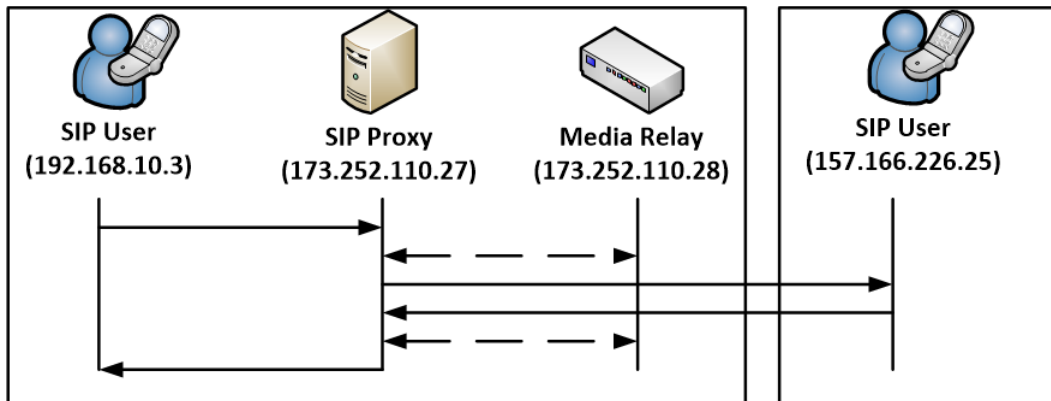 SIP User
(192.168.10.3)
SIP Proxy
(173.252.110.27)
Media Relay
(173.252.110.28)
SIP User
(157.166.226.25)